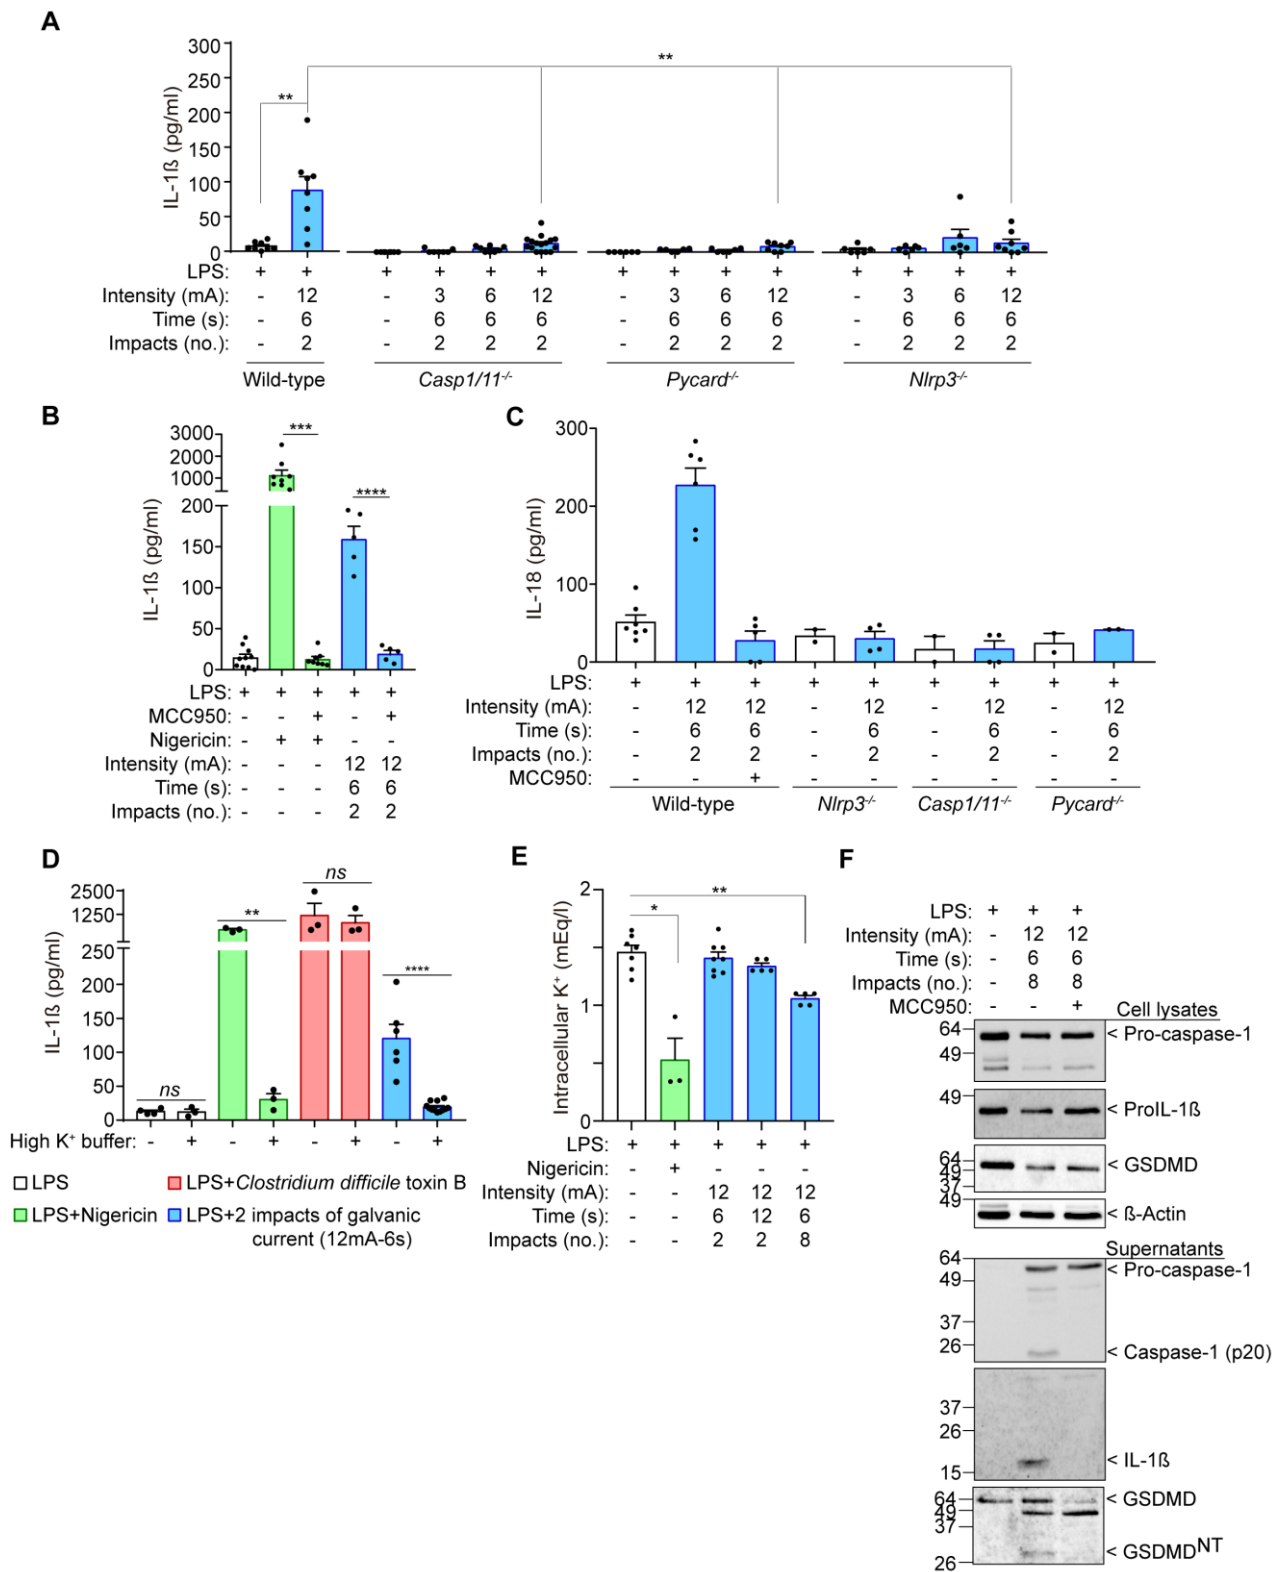 A
300
250
200
150
100
50
0
IL-1ß (pg/ml)
**
**
LPS: + + + + + + + + + + + + + +
Intensity (mA): - 12 - 3 6 12 - 3 6 12 - 3 6 12
Time (s): - 6 - 6 6 6 - 6 6 6 - 6 6 6
Impacts (no.): - 2 - 2 2 2 - 2 2 2 - 2 2 2
Wild-type Casp1/11-/- Pycard-/- Nlrp3-/-
B
3000
2000
1000
200
150
100
50
0
IL-1ß (pg/ml)
***
****
LPS: + + + + +
MCC950: - - + - +
Nigericin: - + + - -
Intensity (mA): - - - 12 12
Time (s): - - - 6 6
Impacts (no.): - - - 2 2
C
300
200
100
0
IL-18 (pg/ml)
LPS: + + + + + + + + +
Intensity (mA): - 12 12 - 12 - 12 - 12
Time (s): - 6 6 - 6 - 6 - 6
Impacts (no.): - 2 2 - 2 - 2 - 2
MCC950: - - + - - - - - -
Wild-type Nlrp3-/- Casp1/11-/- Pycard-/-
D
2500
1250
250
200
150
100
50
0
IL-1ß (pg/ml)
ns
**
ns
****
High K+ buffer: - + - + - + - +
LPS
LPS+Clostridium difficile toxin B
LPS+Nigericin
LPS+2 impacts of galvanic
current (12mA-6s)
E
2
1
0
Intracellular K+ (mEq/l)
*
**
LPS: + + + + +
Nigericin: - + - - -
Intensity (mA): - - 12 12 12
Time (s): - - 6 12 6
Impacts (no.): - - 2 2 8
F
LPS: + + +
Intensity (mA): - 12 12
Time (s): - 6 6
Impacts (no.): - 8 8
MCC950: - - +
Cell lysates
64
49
< Pro-caspase-1
49
< ProIL-1ß
64
49
37
< GSDMD
49
< ß-Actin
Supernatants
64
49
37
26
< Pro-caspase-1
< Caspase-1 (p20)
37
26
15
< IL-1ß
64
49
37
26
< GSDMD
< GSDMDNT